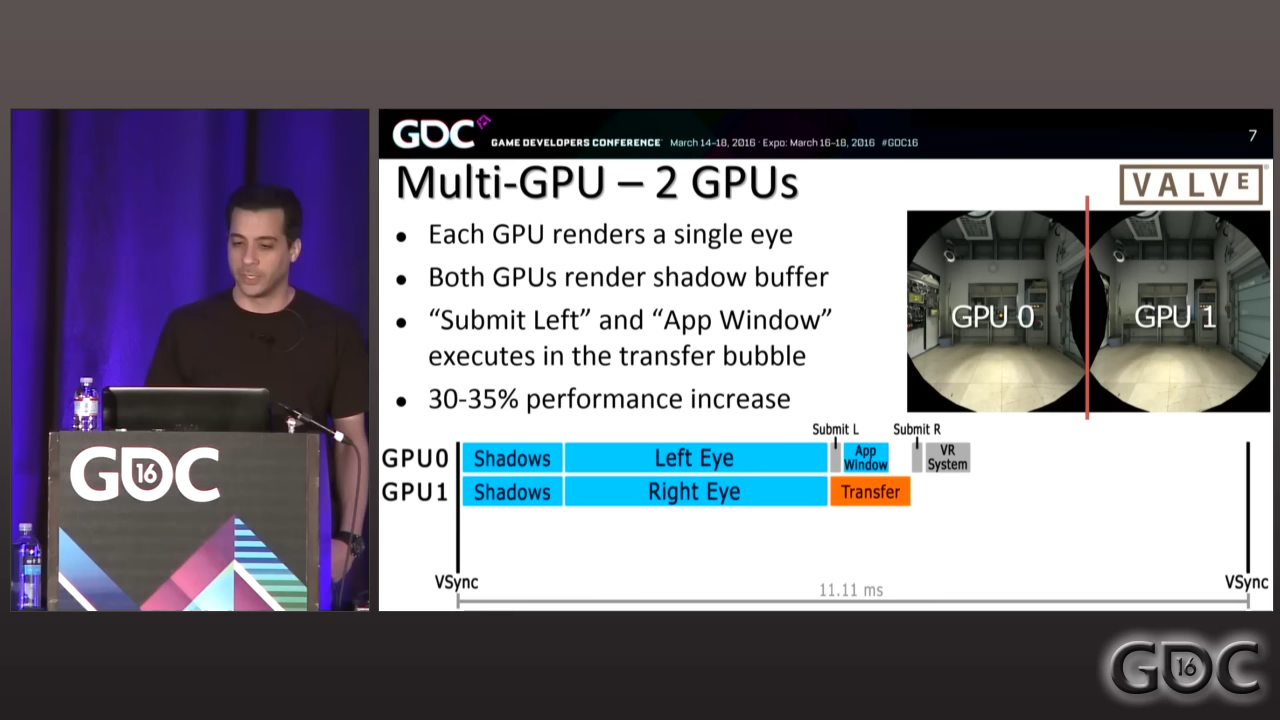 GDC
GAME DEVELOPERS CONFERENCE March 14-18, 2016 · Expo: March 16-18, 2016 #GDC16
7
Multi-GPU – 2 GPUs
VALVE
Each GPU renders a single eye
Both GPUs render shadow buffer
“Submit Left” and “App Window”
executes in the transfer bubble
30-35% performance increase
GPU 0
GPU 1
Submit L
Submit R
GPU0
Shadows
Left Eye
App
Window
VR
System
GPU1
Shadows
Right Eye
Transfer
VSync
VSync
11.11 ms
GDC
16
GDC
16